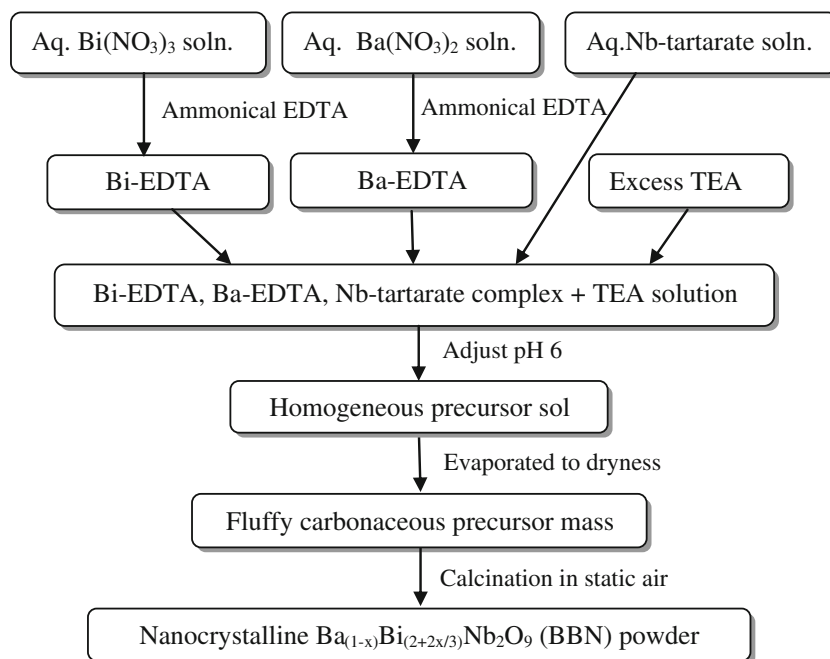 Aq. Bi(NO₃)₃ soln.
Aq. Ba(NO₃)₂ soln.
Aq.Nb-tartarate soln.
Ammonical EDTA
Ammonical EDTA
Bi-EDTA
Ba-EDTA
Excess TEA
Bi-EDTA, Ba-EDTA, Nb-tartarate complex + TEA solution
Adjust pH 6
Homogeneous precursor sol
Evaporated to dryness
Fluffy carbonaceous precursor mass
Calcination in static air
Nanocrystalline Ba₍₁₋ₓ₎Bi₍₂₊₂ₓ/₃₎Nb₂O₉ (BBN) powder